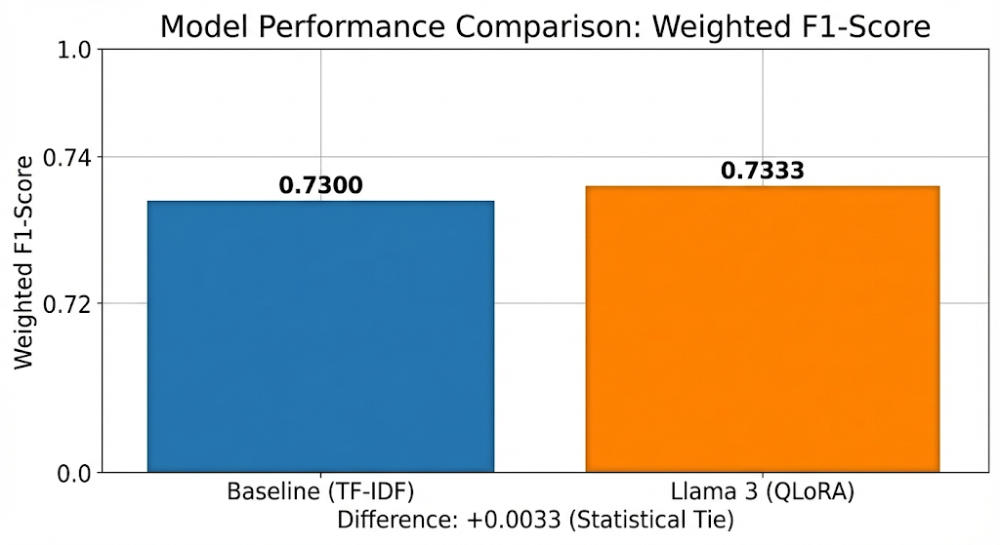 Model Performance Comparison: Weighted F1-Score
Weighted F1-Score
1.0
0.74
0.72
0.0
0.7300
0.7333
Baseline (TF-IDF)
Llama 3 (QLoRA)
Difference: +0.0033 (Statistical Tie)